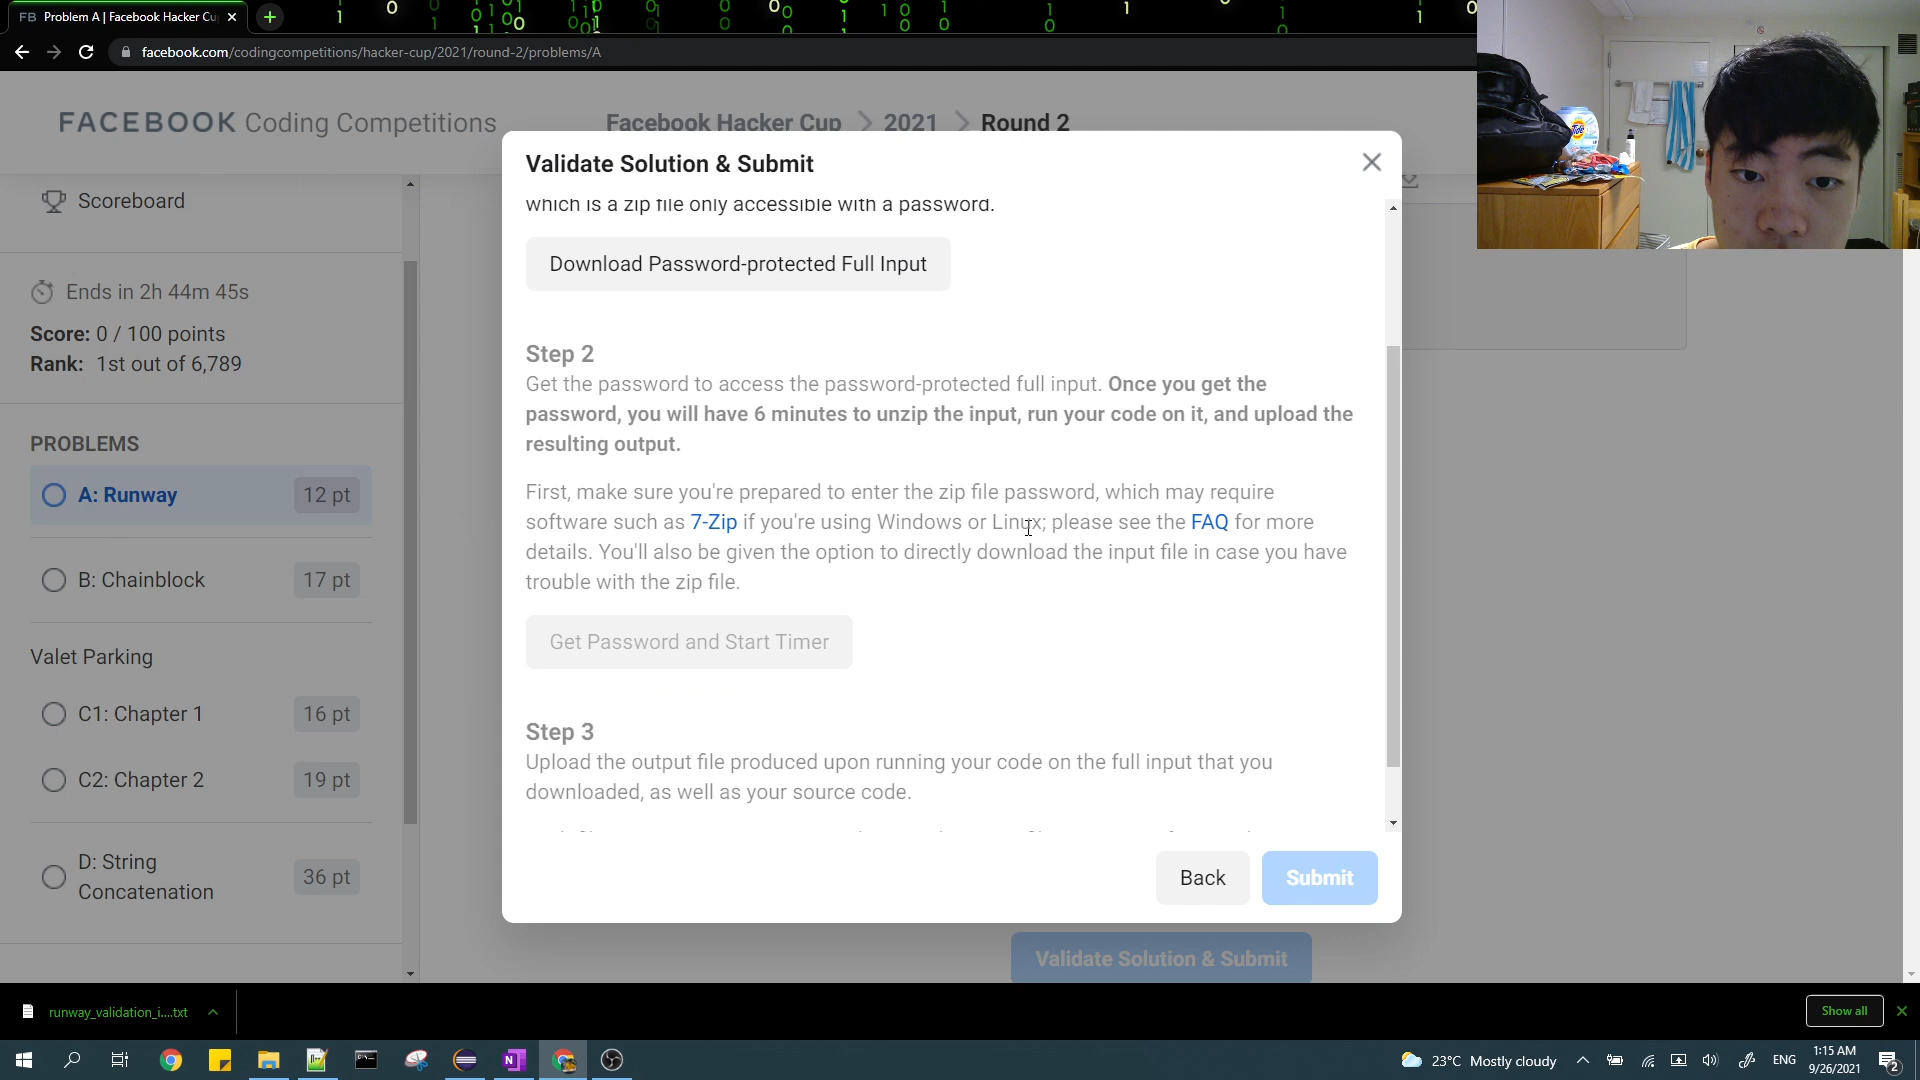 FB Problem A | Facebook Hacker Cu
facebook.com/codingcompetitions/hacker-cup/2021/round-2/problems/A
FACEBOOK Coding Competitions
Facebook Hacker Cup
2021
Round 2
Scoreboard
Ends in 2h 44m 45s
Score: 0 / 100 points
Rank: 1st out of 6,789
PROBLEMS
A: Runway 12 pt
B: Chainblock 17 pt
Valet Parking
C1: Chapter 1 16 pt
C2: Chapter 2 19 pt
D: String
Concatenation 36 pt
Validate Solution & Submit
which is a zip file only accessible with a password.
Download Password-protected Full Input
Step 2
Get the password to access the password-protected full input. Once you get the
password, you will have 6 minutes to unzip the input, run your code on it, and upload the
resulting output.
First, make sure you're prepared to enter the zip file password, which may require
software such as 7-Zip if you're using Windows or Linux; please see the FAQ for more
details. You'll also be given the option to directly download the input file in case you have
trouble with the zip file.
Get Password and Start Timer
Step 3
Upload the output file produced upon running your code on the full input that you
downloaded, as well as your source code.
Back
Submit
Validate Solution & Submit
Tide
runway_validation_i....txt
Show all
23°C Mostly cloudy
ENG
1:15 AM
9/26/2021
2